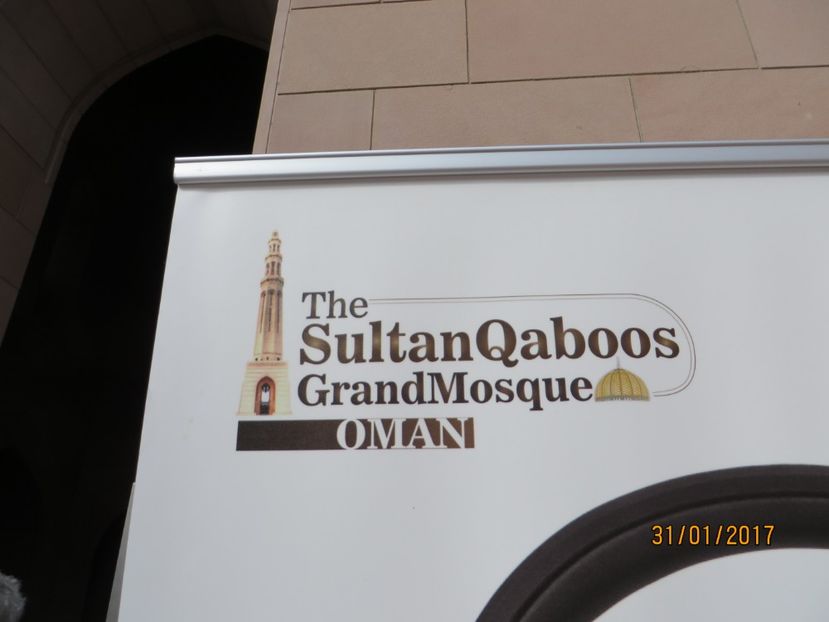 The
SultanQaboos
GrandMosque
OMAN
31/01/2017